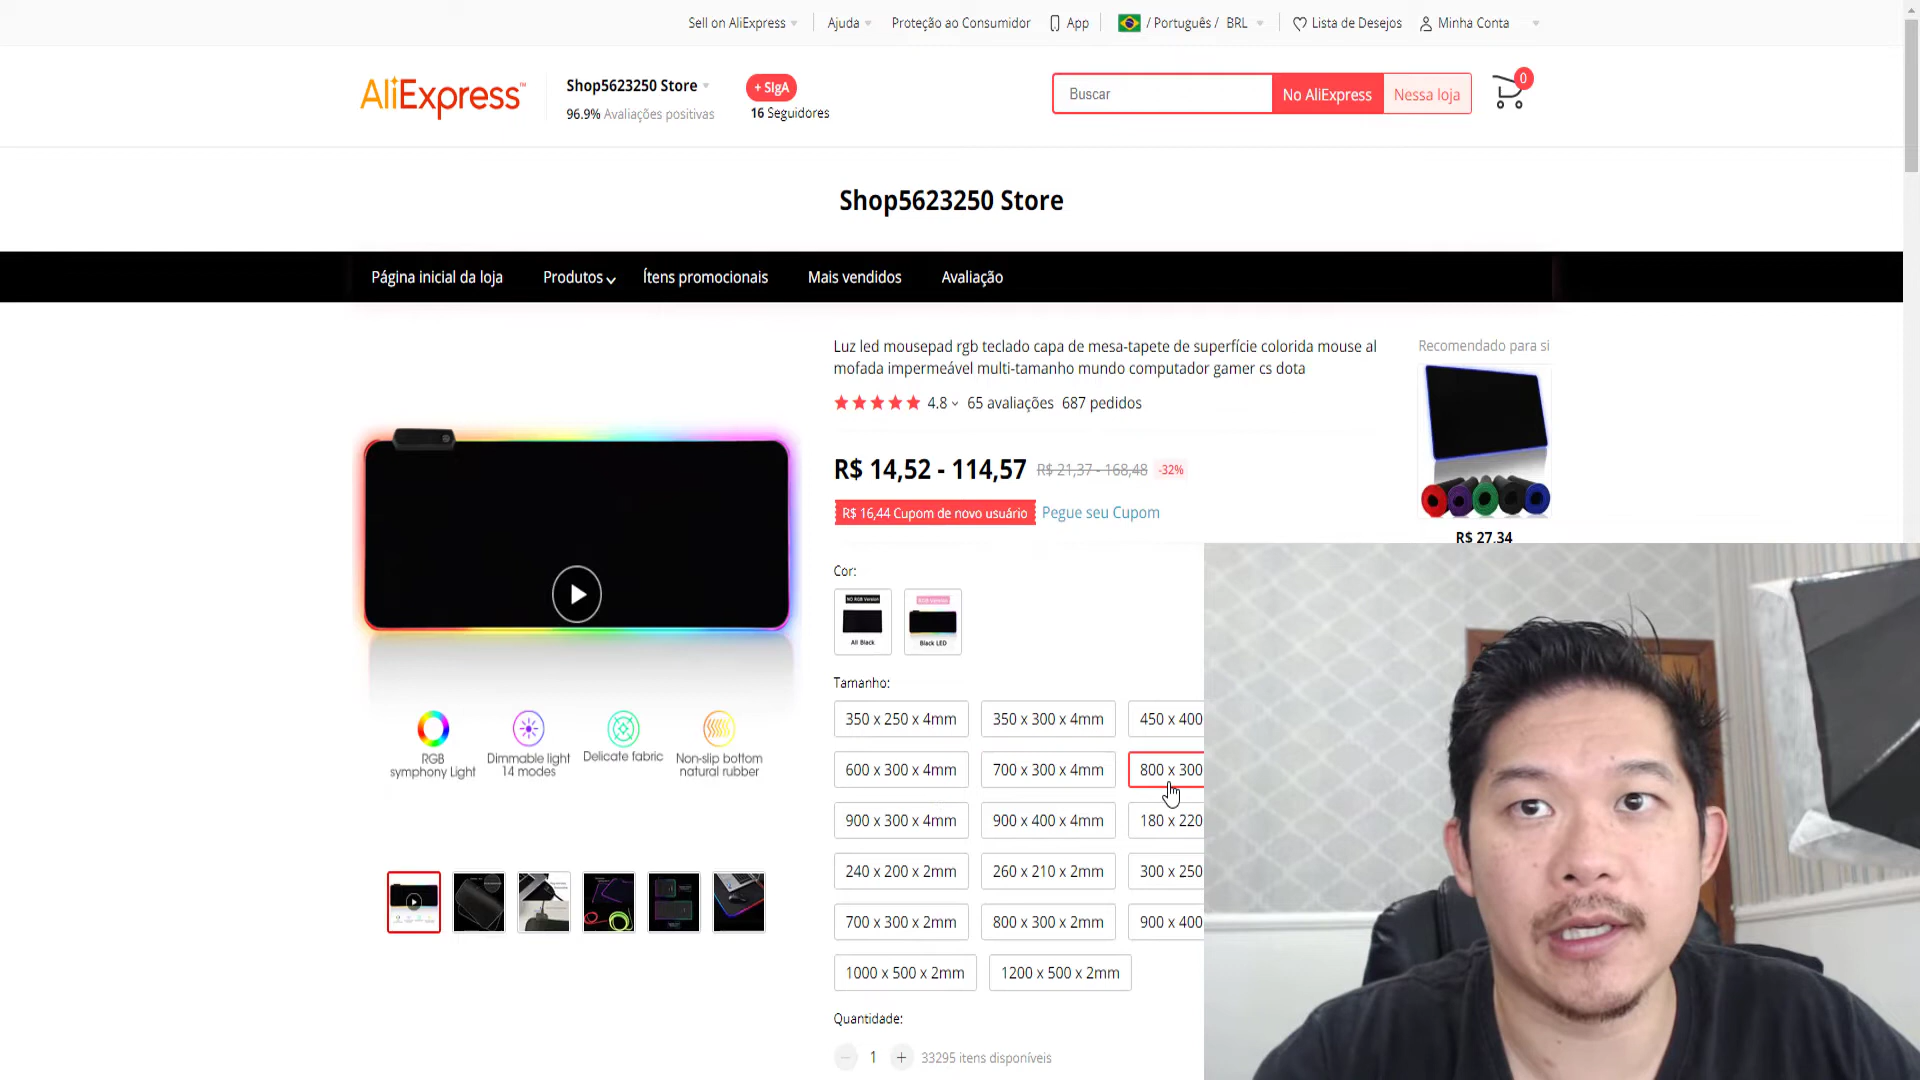 Sell on AliExpress
Ajuda
Proteção ao Consumidor
App
/ Português / BRL
Lista de Desejos
Minha Conta
AliExpress™
Shop5623250 Store
96.9% Avaliações positivas
+ SIgA
16 Seguidores
Buscar
No AliExpress
Nessa loja
0
Shop5623250 Store
Página inicial da loja
Produtos
Ítens promocionais
Mais vendidos
Avaliação
Luz led mousepad rgb teclado capa de mesa-tapete de superfície colorida mouse al
mofada impermeável multi-tamanho mundo computador gamer cs dota
4.8 65 avaliações 687 pedidos
R$ 14,52 - 114,57 R$ 21,37 - 168,48 -32%
R$ 16,44 Cupom de novo usuário Pegue seu Cupom
Recomendado para si
R$ 27,34
Cor:
NO RGB Version
All Black
Black LED
Tamanho:
350 x 250 x 4mm
350 x 300 x 4mm
450 x 400
600 x 300 x 4mm
700 x 300 x 4mm
800 x 300
900 x 300 x 4mm
900 x 400 x 4mm
180 x 220
240 x 200 x 2mm
260 x 210 x 2mm
300 x 250
700 x 300 x 2mm
800 x 300 x 2mm
900 x 400
1000 x 500 x 2mm
1200 x 500 x 2mm
Quantidade:
1
33295 itens disponíveis
RGB
symphony Light
Dimmable light
14 modes
Delicate fabric
Non-slip bottom
natural rubber